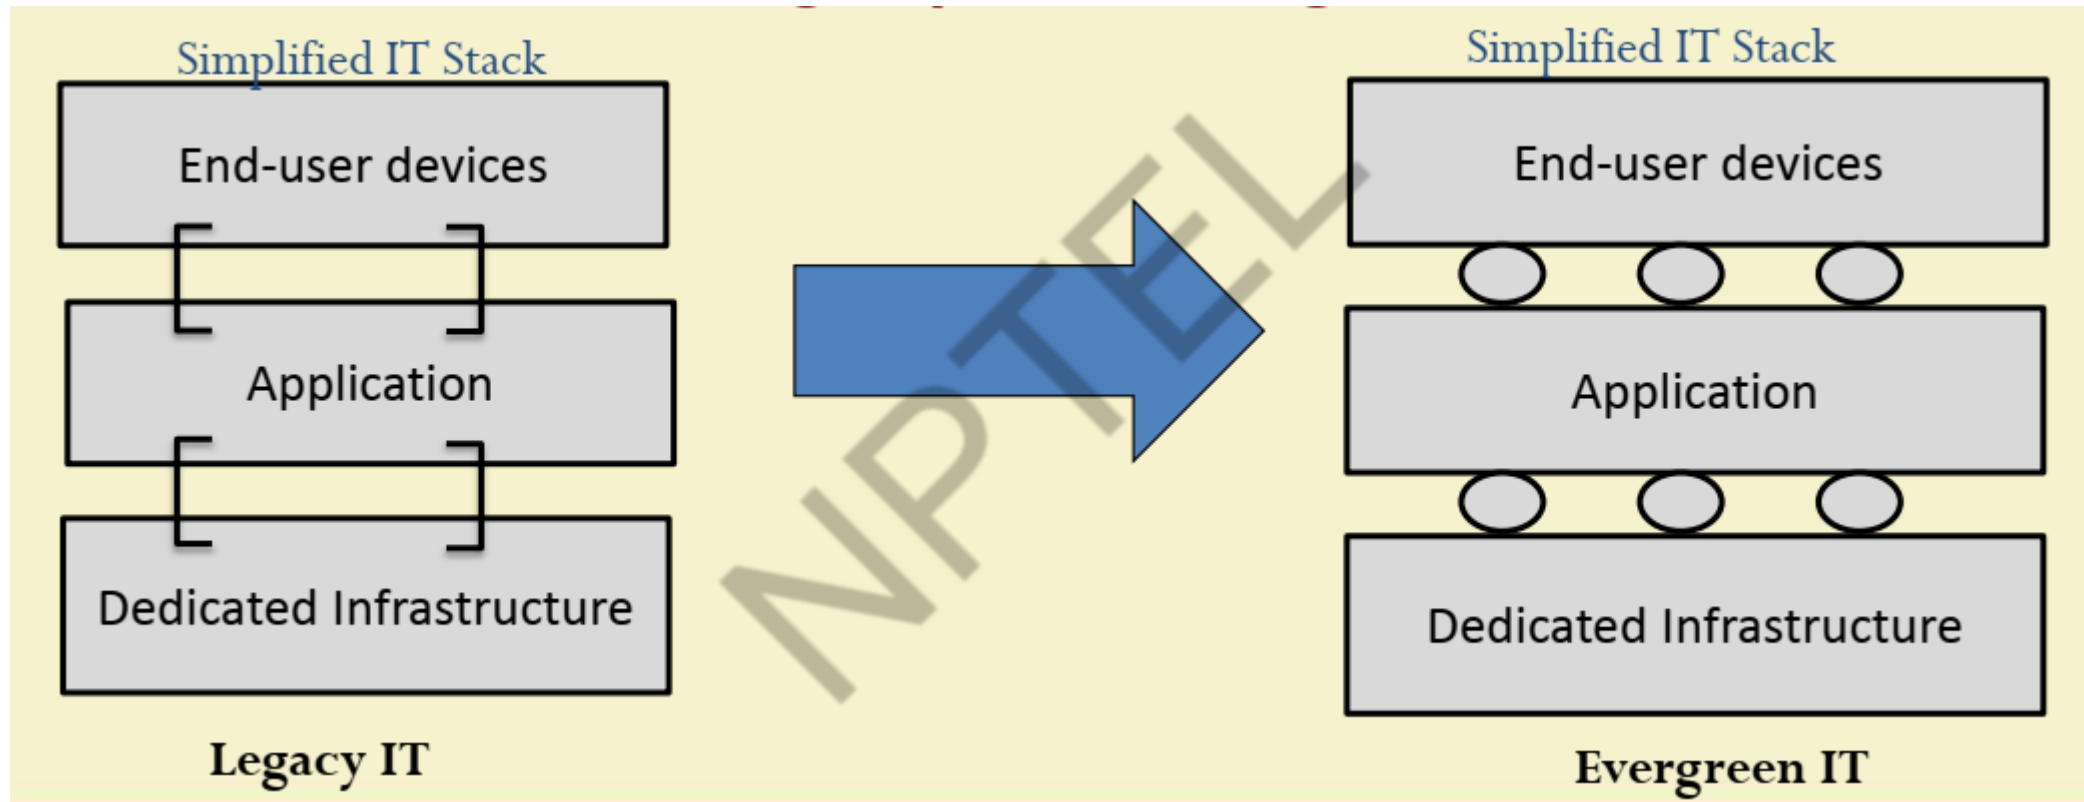 Simplified IT Stack
End-user devices
Application
Dedicated Infrastructure
Legacy IT
NPTEL
Simplified IT Stack
End-user devices
Application
Dedicated Infrastructure
Evergreen IT